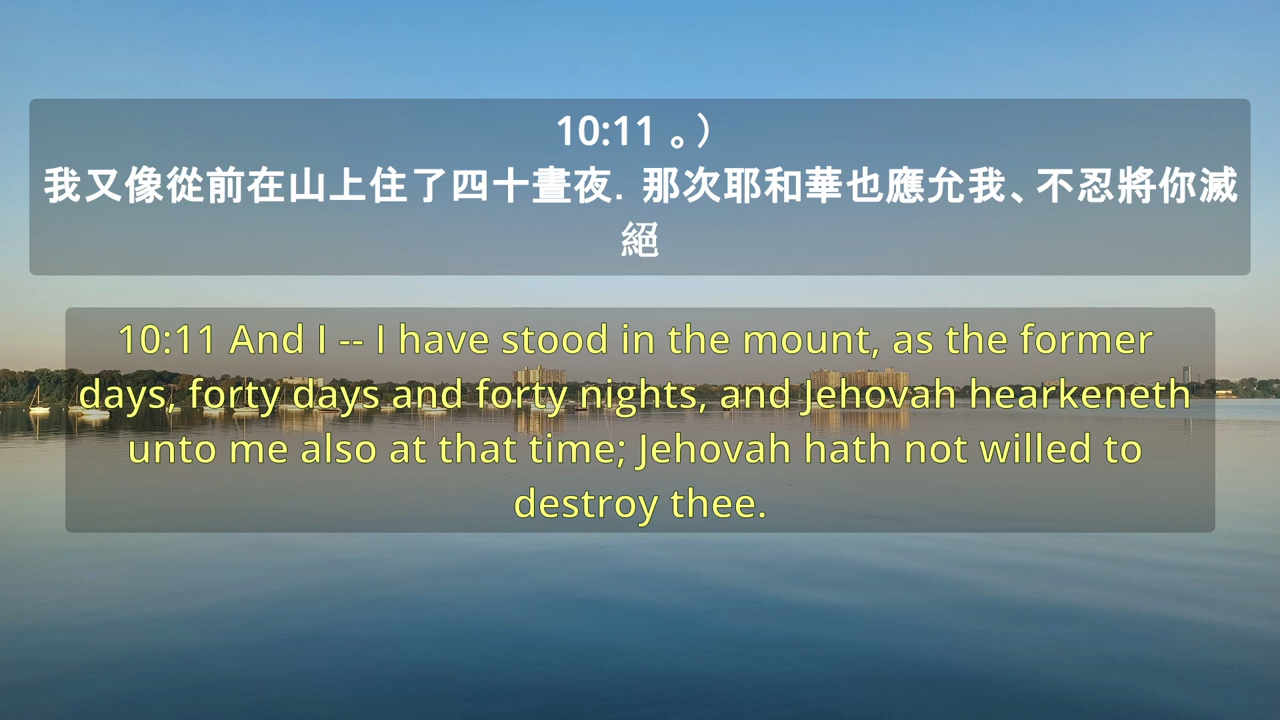 10:11 。）
我又像從前在山上住了四十晝夜．那次耶和華也應允我、不忍將你滅
絕
10:11 And I -- I have stood in the mount, as the former
days, forty days and forty nights, and Jehovah hearkeneth
unto me also at that time; Jehovah hath not willed to
destroy thee.